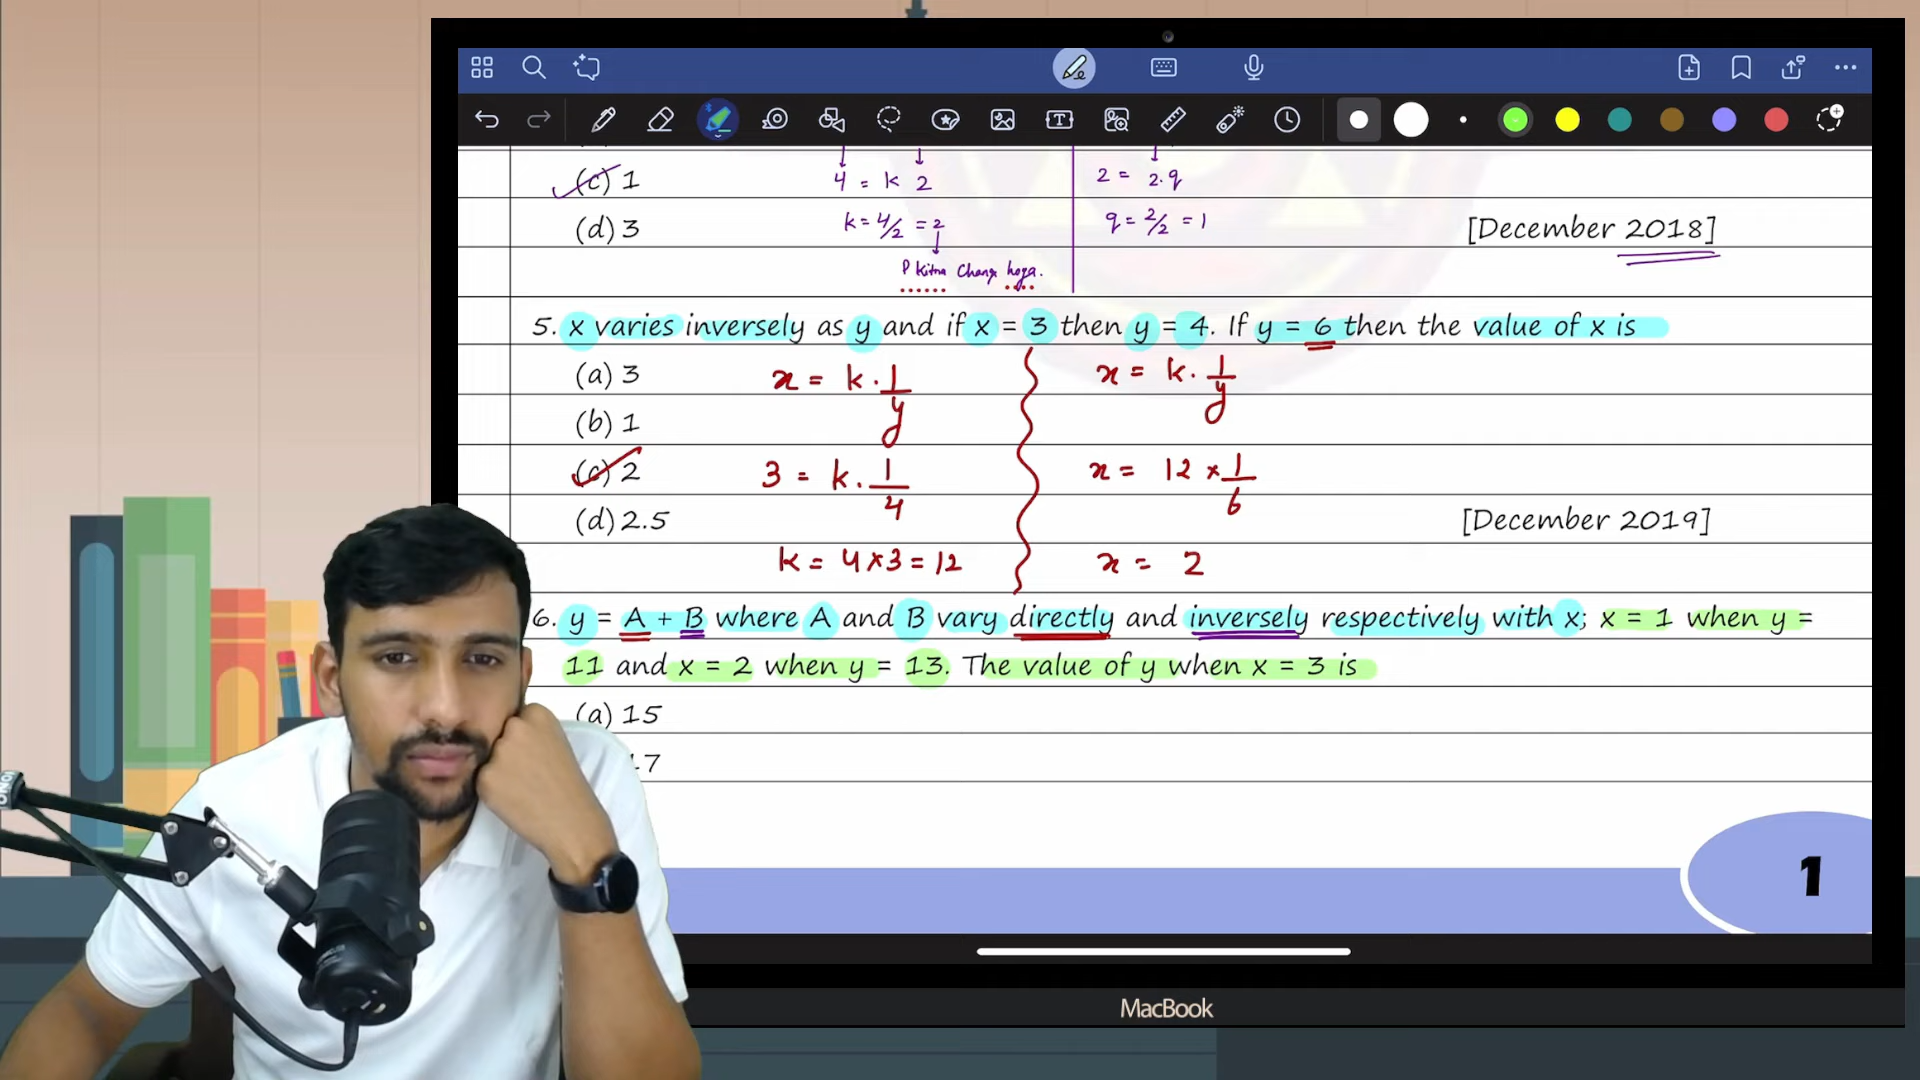 (c) 1
4 = k 2
2 = 2.q
(d) 3
k = 4/2 = 2
q = 2/2 = 1
[December 2018]
P kitna Change hoga.
5. x varies inversely as y and if x = 3 then y = 4. If y = 6 then the value of x is
(a) 3
x = k . 1/y
x = k . 1/y
(b) 1
(c) 2
3 = k . 1/4
x = 12 × 1/6
(d) 2.5
[December 2019]
k = 4×3 = 12
x = 2
6. y = A + B where A and B vary directly and inversely respectively with x; x = 1 when y =
11 and x = 2 when y = 13. The value of y when x = 3 is
(a) 15
17
1
MacBook